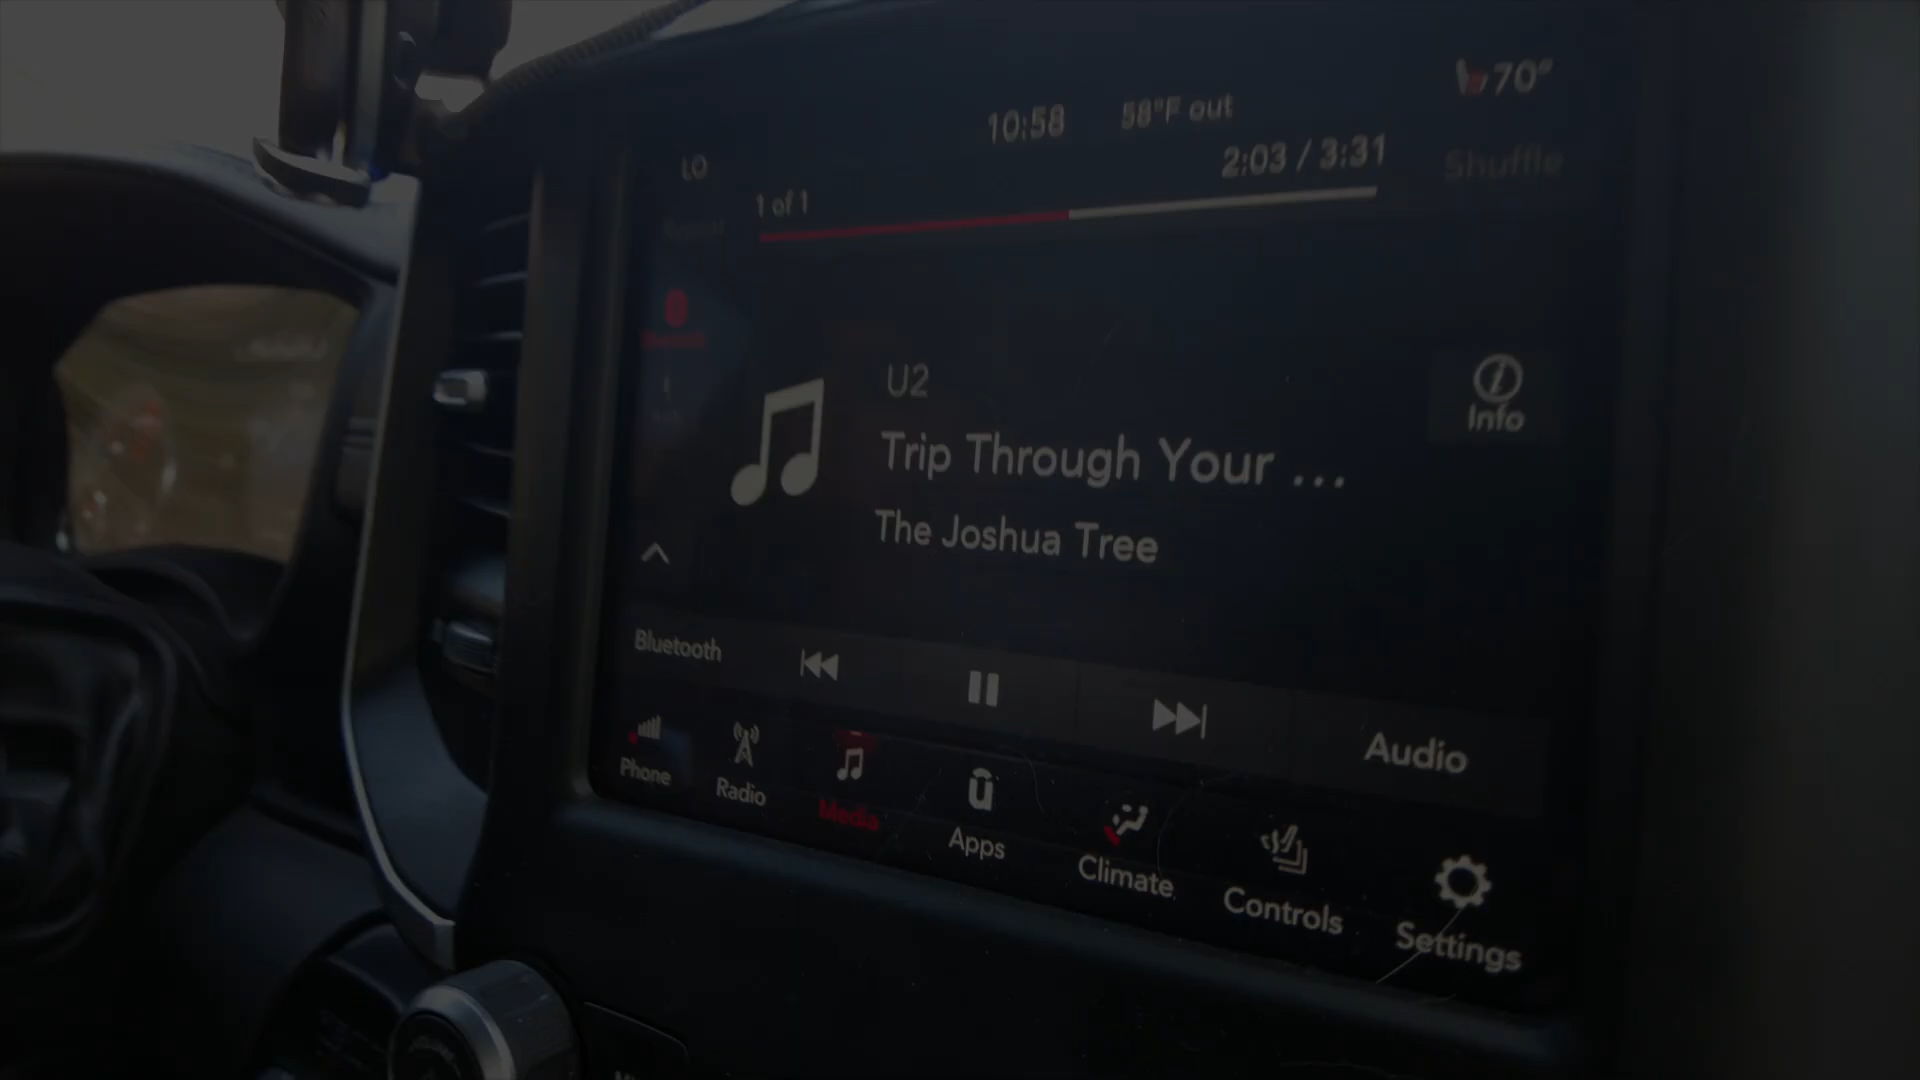 10:58 58°F out 70°
LO
2:03 / 3:31 Shuffle
1 of 1
Repeat
U2
Info
Trip Through Your ...
The Joshua Tree
Bluetooth
Audio
Phone
Radio
Media
Apps
Climate
Controls
Settings